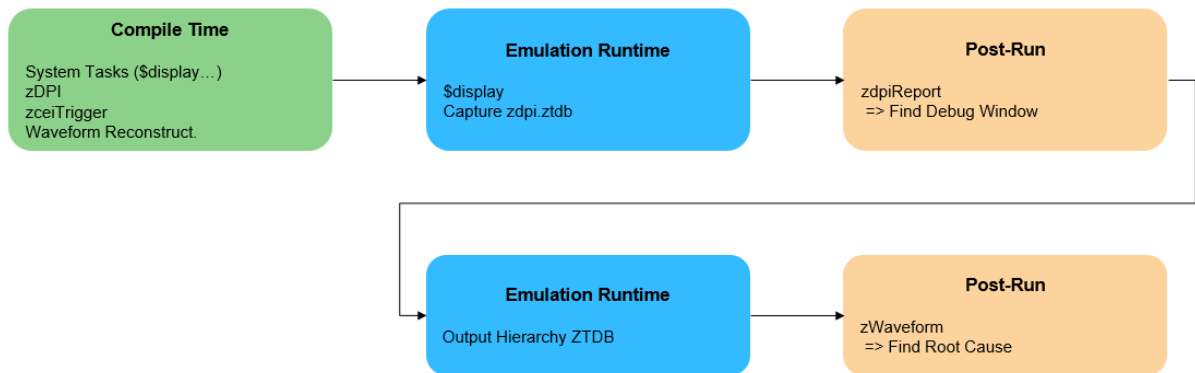 Compile Time
System Tasks ($display...)
zDPI
zceiTrigger
Waveform Reconstruct.
Emulation Runtime
$display
Capture zdpi.ztdb
Post-Run
zdpiReport
=> Find Debug Window
Emulation Runtime
Output Hierarchy ZTDB
Post-Run
zWaveform
=> Find Root Cause